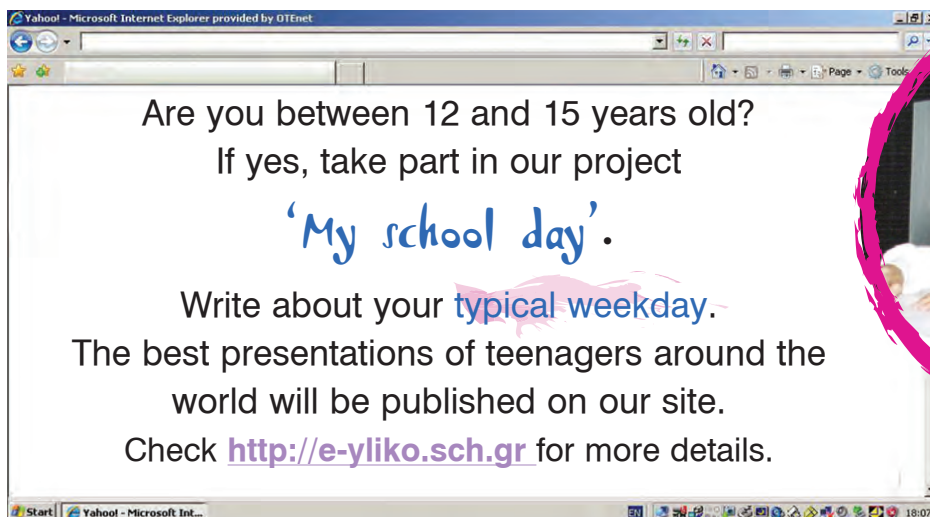 Yahoo! - Microsoft Internet Explorer provided by OTEnet
Page
Tools
Are you between 12 and 15 years old?
If yes, take part in our project
‘My school day’.
Write about your typical weekday.
The best presentations of teenagers around the
world will be published on our site.
Check http://e-yliko.sch.gr for more details.
Start
Yahoo! - Microsoft Int...
EN
18:07